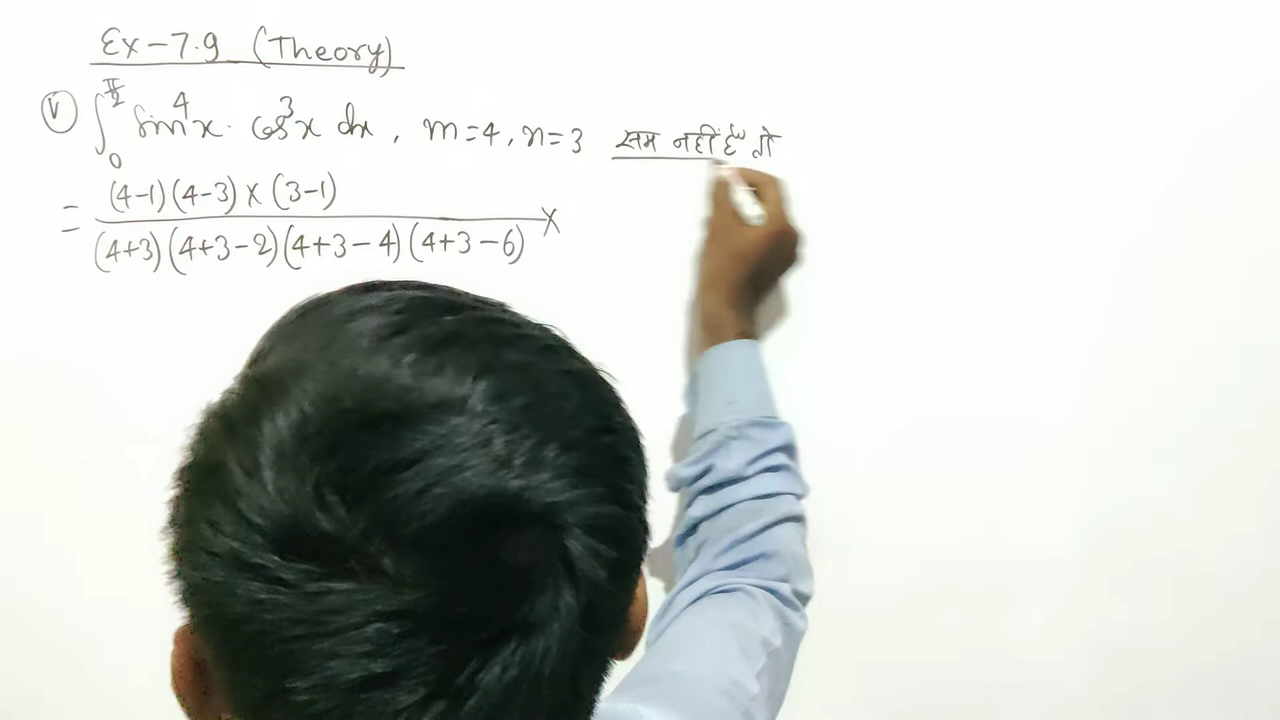 Ex-7.9 (Theory)
(V) ∫₀^{π/2} sin⁴x · cos³x dx, m=4, n=3 सम नहीं है तो
= (4-1)(4-3) × (3-1)
(4+3)(4+3-2)(4+3-4)(4+3-6) ×